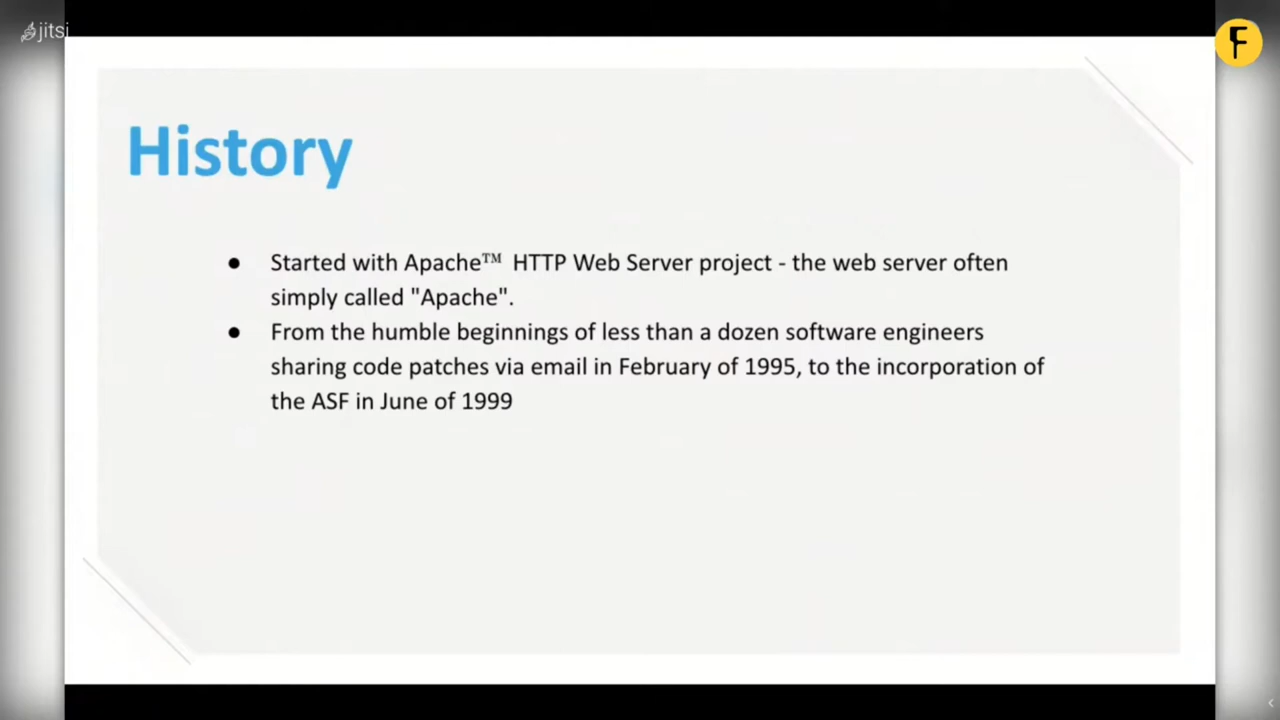 jitsi
F
History
● Started with Apache™ HTTP Web Server project - the web server often
simply called "Apache".
● From the humble beginnings of less than a dozen software engineers
sharing code patches via email in February of 1995, to the incorporation of
the ASF in June of 1999